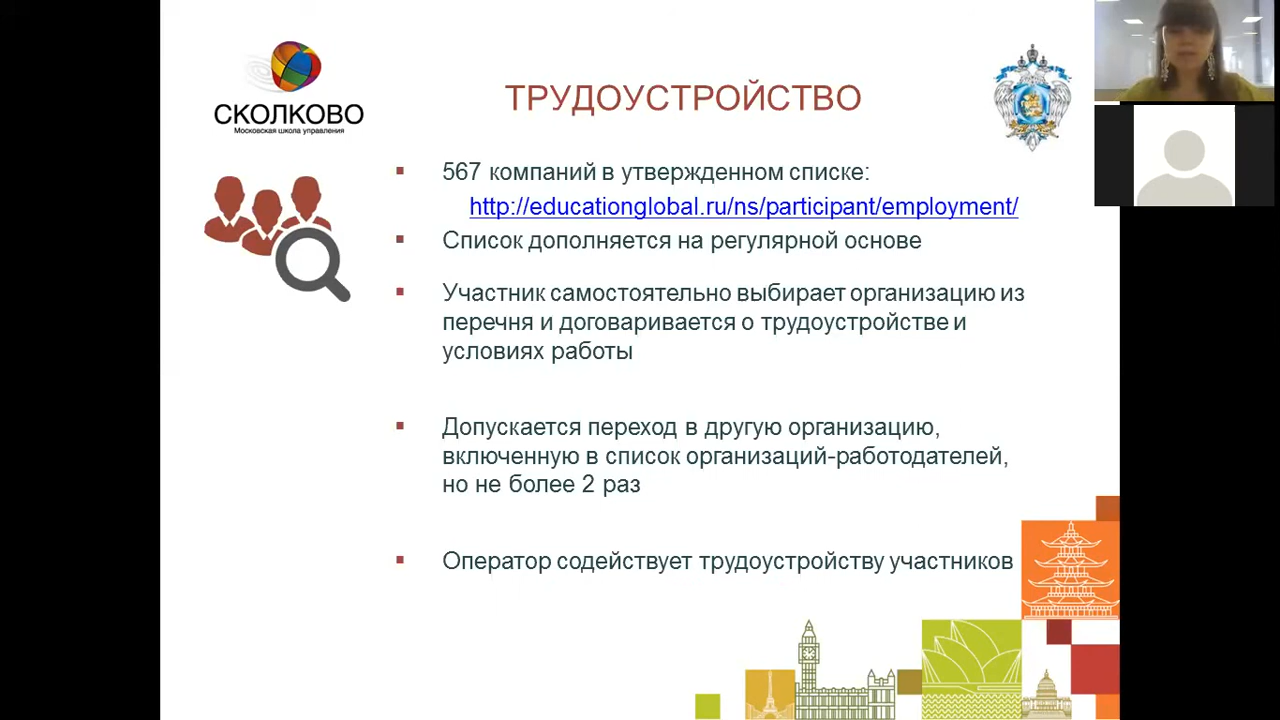 СКОЛКОВО
Московская школа управления
ТРУДОУСТРОЙСТВО
567 компаний в утвержденном списке:
http://educationglobal.ru/ns/participant/employment/
Список дополняется на регулярной основе
Участник самостоятельно выбирает организацию из
перечня и договаривается о трудоустройстве и
условиях работы
Допускается переход в другую организацию,
включенную в список организаций-работодателей,
но не более 2 раз
Оператор содействует трудоустройству участников